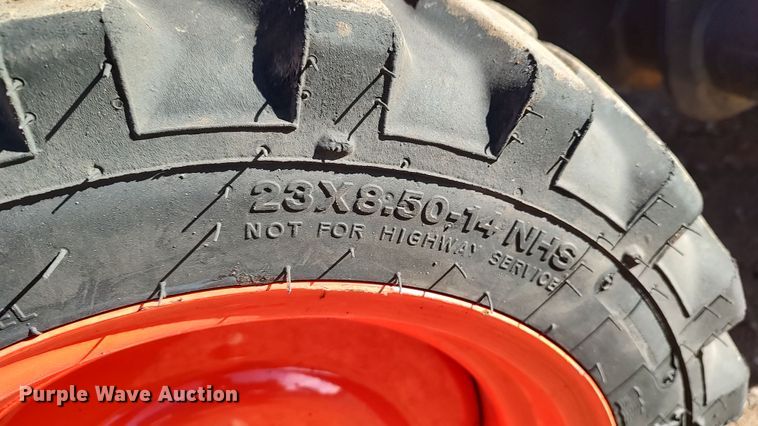 23X8:50-14 NHS
NOT FOR HIGHWAY SERVICE
Purple Wave Auction